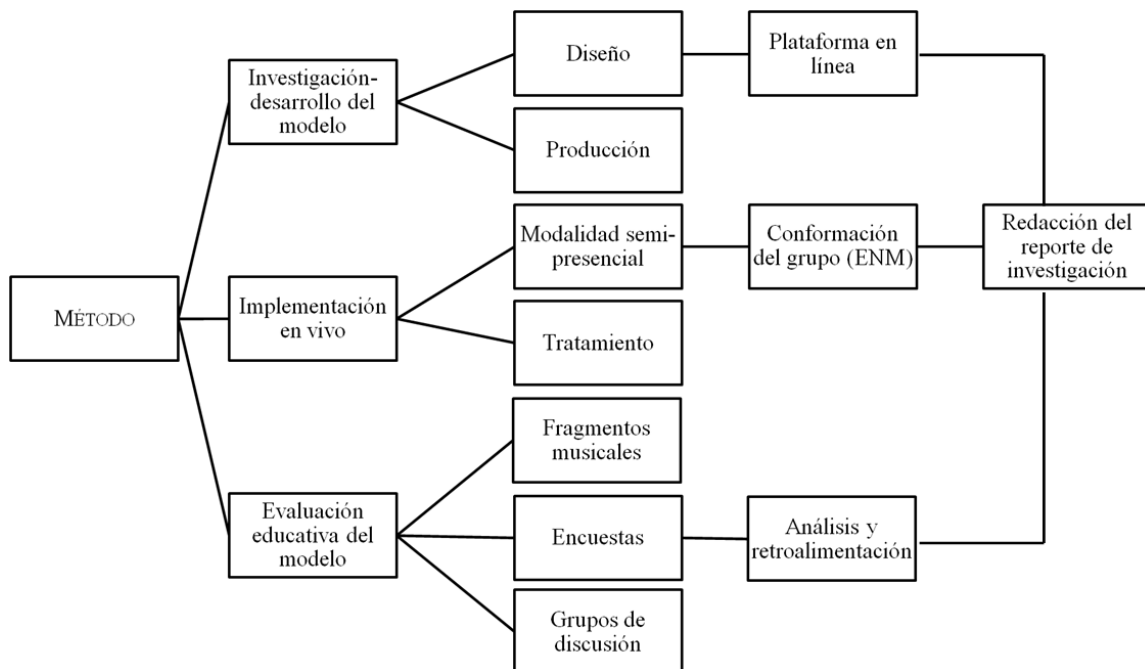 MÉTODO
Investigación-
desarrollo del
modelo
Diseño
Plataforma en
línea
Producción
Implementación
en vivo
Modalidad semi-
presencial
Conformación
del grupo (ENM)
Tratamiento
Evaluación
educativa del
modelo
Fragmentos
musicales
Encuestas
Análisis y
retroalimentación
Grupos de
discusión
Redacción del
reporte de
investigación